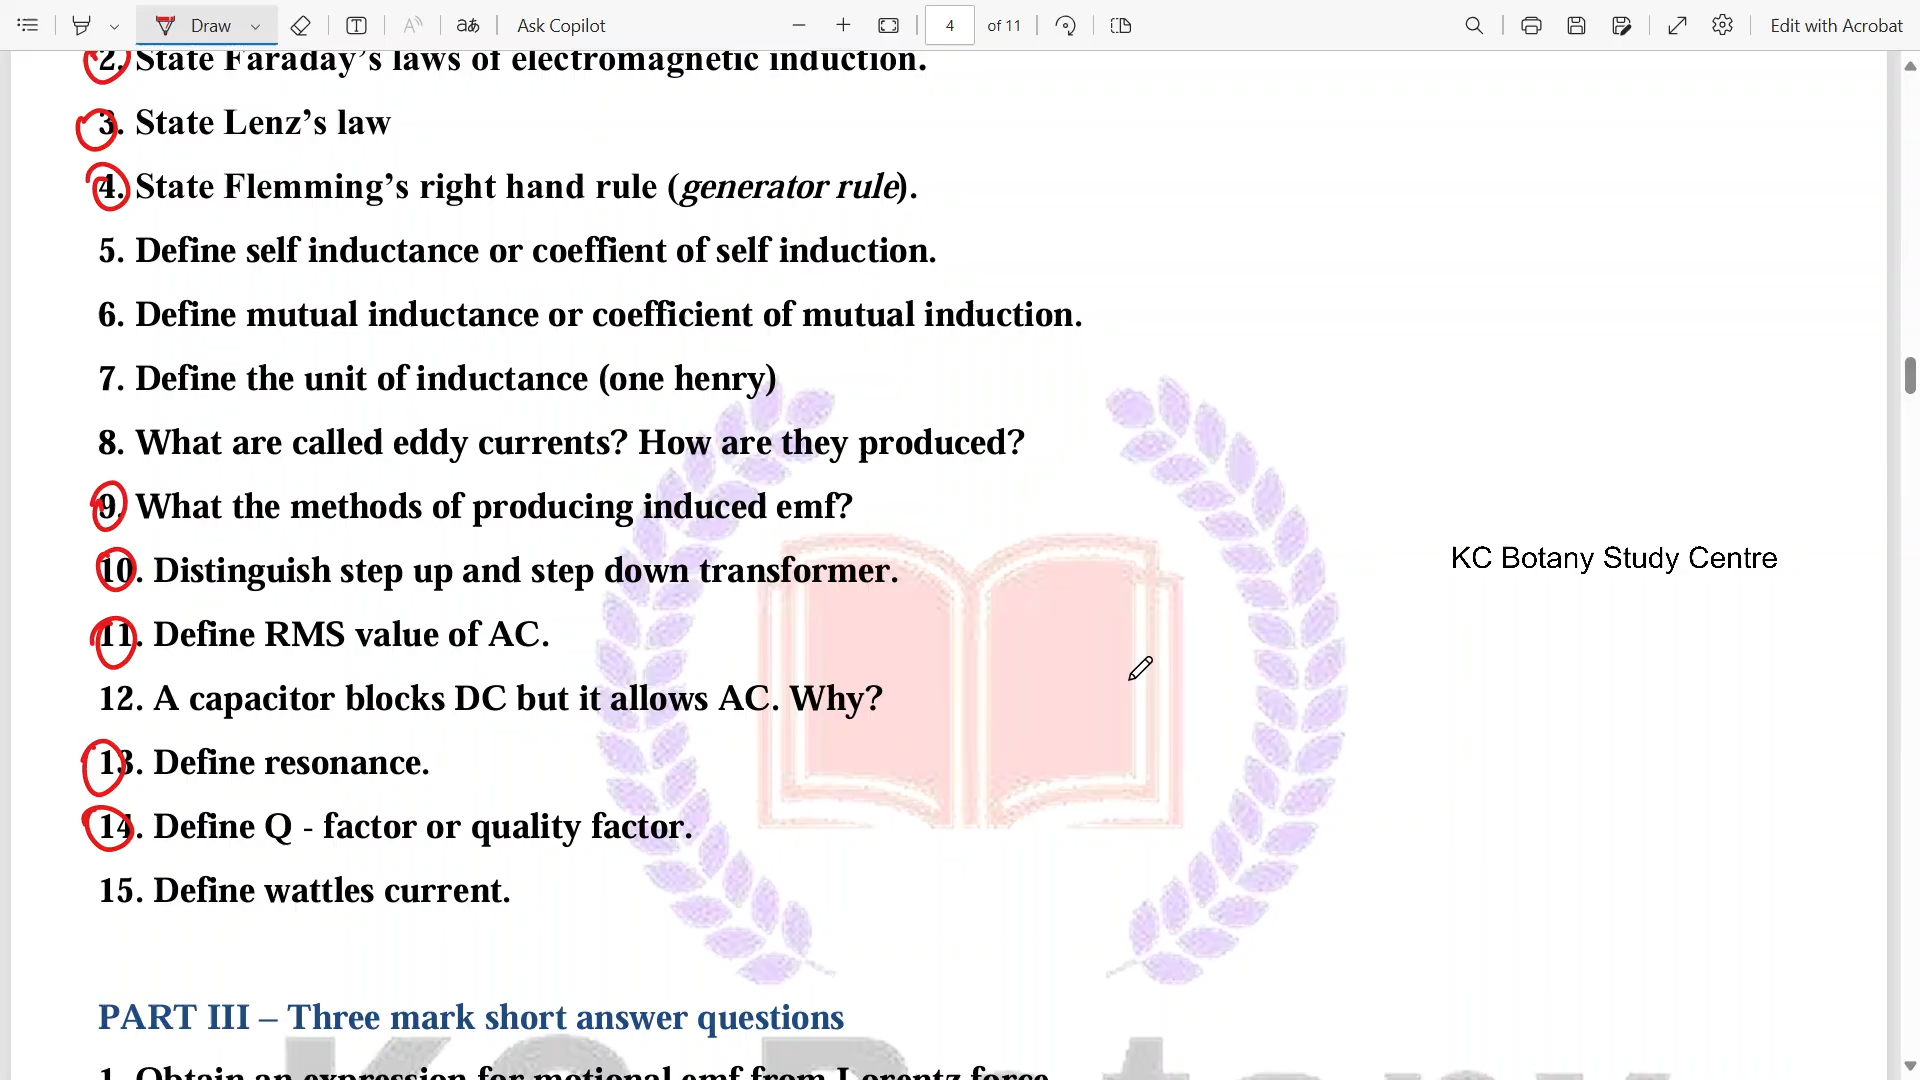 Draw
Ask Copilot
4 of 11
Edit with Acrobat
2. State Faraday's laws of electromagnetic induction.
3. State Lenz's law
4. State Flemming's right hand rule (generator rule).
5. Define self inductance or coeffient of self induction.
6. Define mutual inductance or coefficient of mutual induction.
7. Define the unit of inductance (one henry)
8. What are called eddy currents? How are they produced?
9. What the methods of producing induced emf?
KC Botany Study Centre
10. Distinguish step up and step down transformer.
11. Define RMS value of AC.
12. A capacitor blocks DC but it allows AC. Why?
13. Define resonance.
14. Define Q - factor or quality factor.
15. Define wattles current.
PART III – Three mark short answer questions
1. Obtain an expression for motional emf from Lorentz force